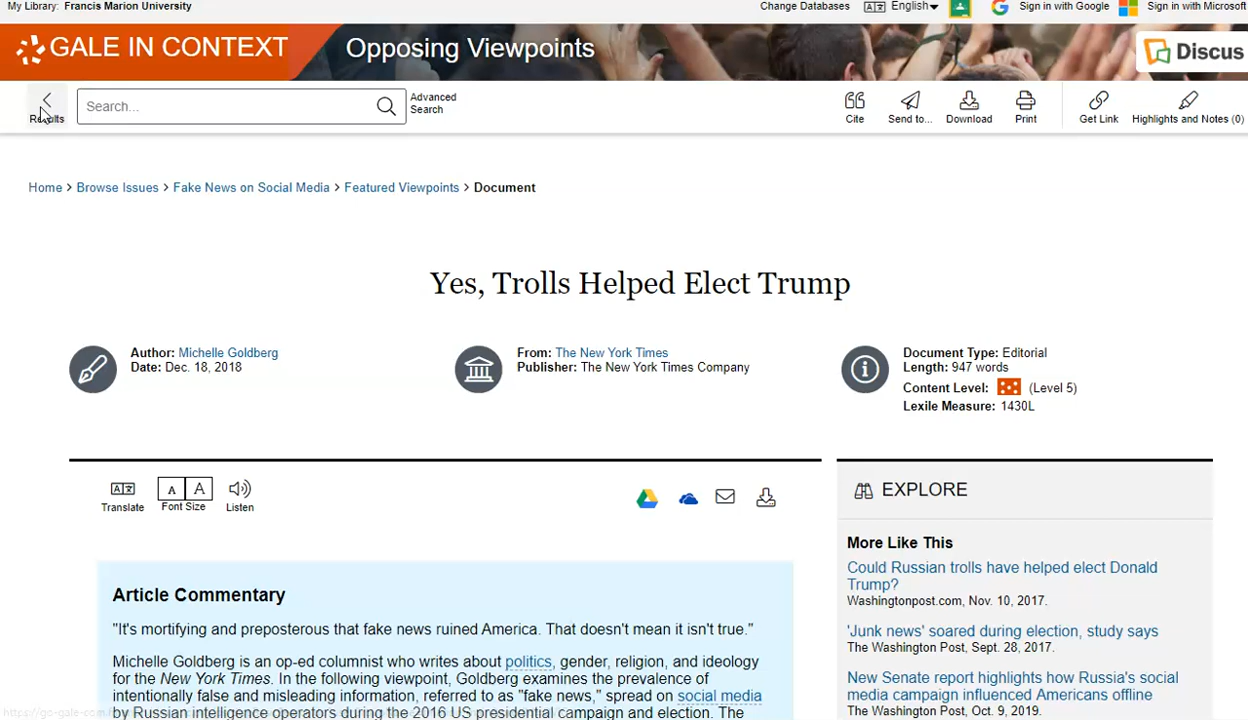 My Library: Francis Marion University
Change Databases
English
Sign in with Google
Sign in with Microsoft
GALE IN CONTEXT
Opposing Viewpoints
Discus
Results
Search...
Advanced
Search
Cite
Send to...
Download
Print
Get Link
Highlights and Notes (0)
Home > Browse Issues > Fake News on Social Media > Featured Viewpoints > Document
Yes, Trolls Helped Elect Trump
Author: Michelle Goldberg
Date: Dec. 18, 2018
From: The New York Times
Publisher: The New York Times Company
Document Type: Editorial
Length: 947 words
Content Level: (Level 5)
Lexile Measure: 1430L
Translate
A A
Font Size
Listen
EXPLORE
Article Commentary
"It's mortifying and preposterous that fake news ruined America. That doesn't mean it isn't true."
Michelle Goldberg is an op-ed columnist who writes about politics, gender, religion, and ideology
for the New York Times. In the following viewpoint, Goldberg examines the prevalence of
intentionally false and misleading information, referred to as "fake news," spread on social media
by Russian intelligence operators during the 2016 US presidential campaign and election. The
More Like This
Could Russian trolls have helped elect Donald
Trump?
Washingtonpost.com, Nov. 10, 2017.
'Junk news' soared during election, study says
The Washington Post, Sept. 28, 2017.
New Senate report highlights how Russia's social
media campaign influenced Americans offline
Washington Post, Oct. 9, 2019.